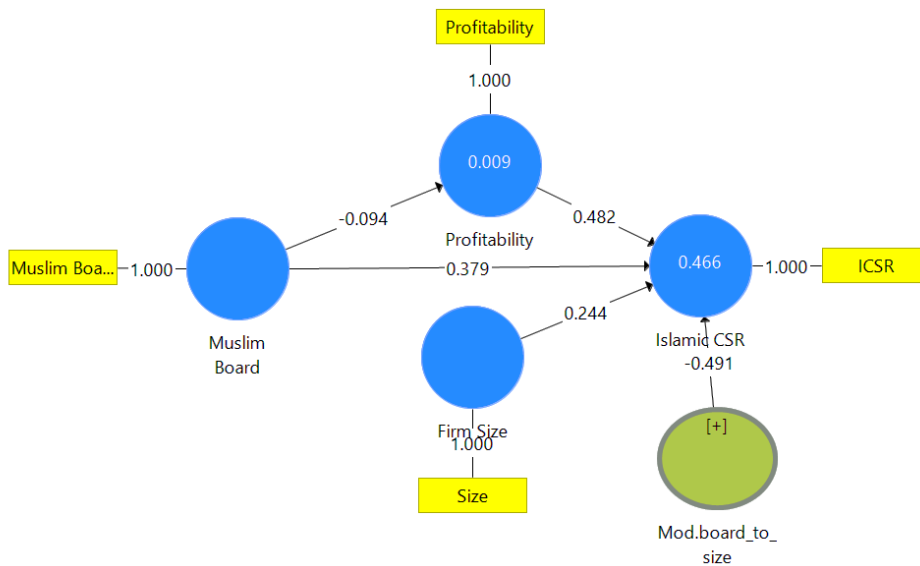 Profitability
1.000
0.009
-0.094
0.482
Profitability
Muslim Boa...
1.000
0.379
0.466
1.000
ICSR
Muslim
Board
0.244
Islamic CSR
-0.491
Firm Size
1.000
[+]
Size
Mod.board_to_
size